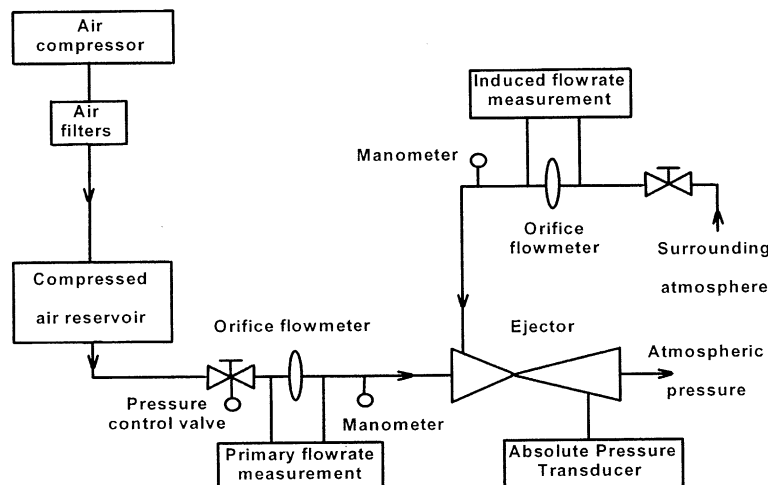 Air
compressor
Air
filters
Compressed
air reservoir
Induced flowrate
measurement
Manometer
Orifice
flowmeter
Surrounding
atmosphere
Orifice flowmeter
Ejector
Atmospheric
pressure
Pressure
control valve
Manometer
Primary flowrate
measurement
Absolute Pressure
Transducer